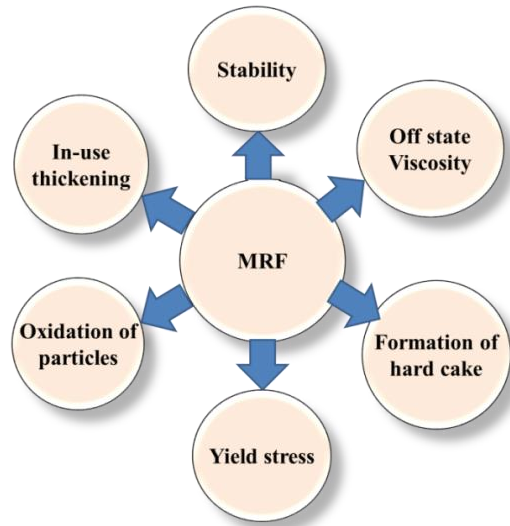 Stability
Off state
Viscosity
In-use
thickening
MRF
Oxidation of
particles
Formation of
hard cake
Yield stress